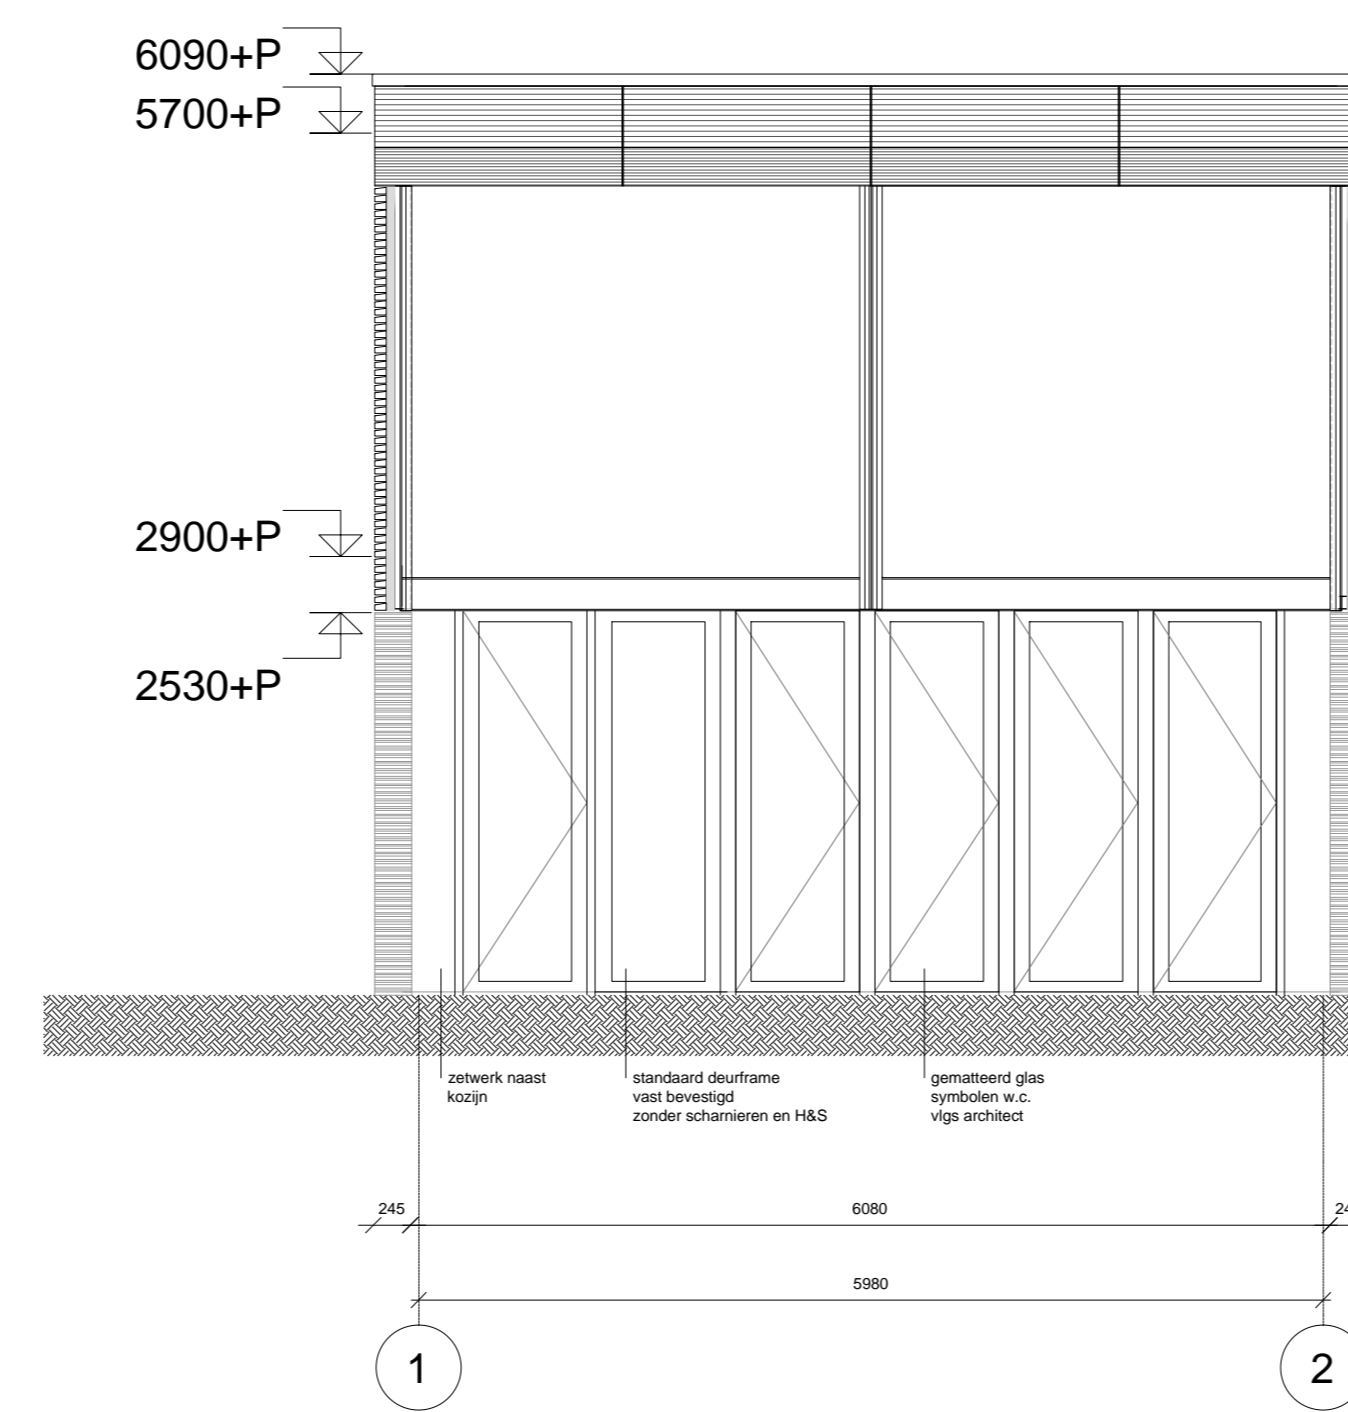 6090+P
5700+P
2900+P
2530+P
zetwerk naast
kozijn
standaard deurframe
vast bevestigd
zonder scharnieren en H&S
gematteerd glas
symbolen w.c.
vlgs architect
245
6080
24
5980
1
2